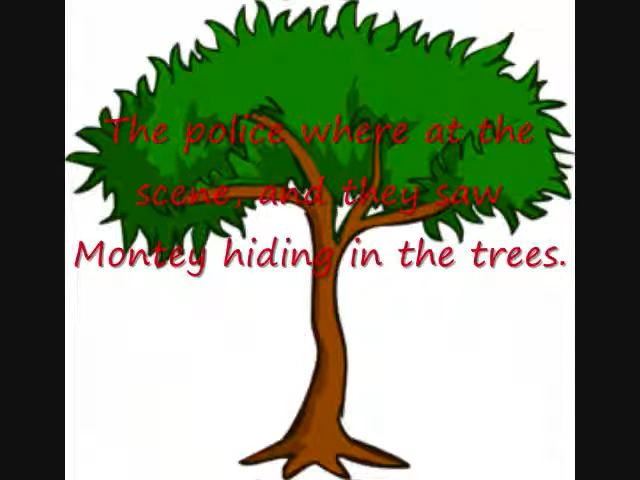 The police where at the
scene, and they saw
Montey hiding in the trees.